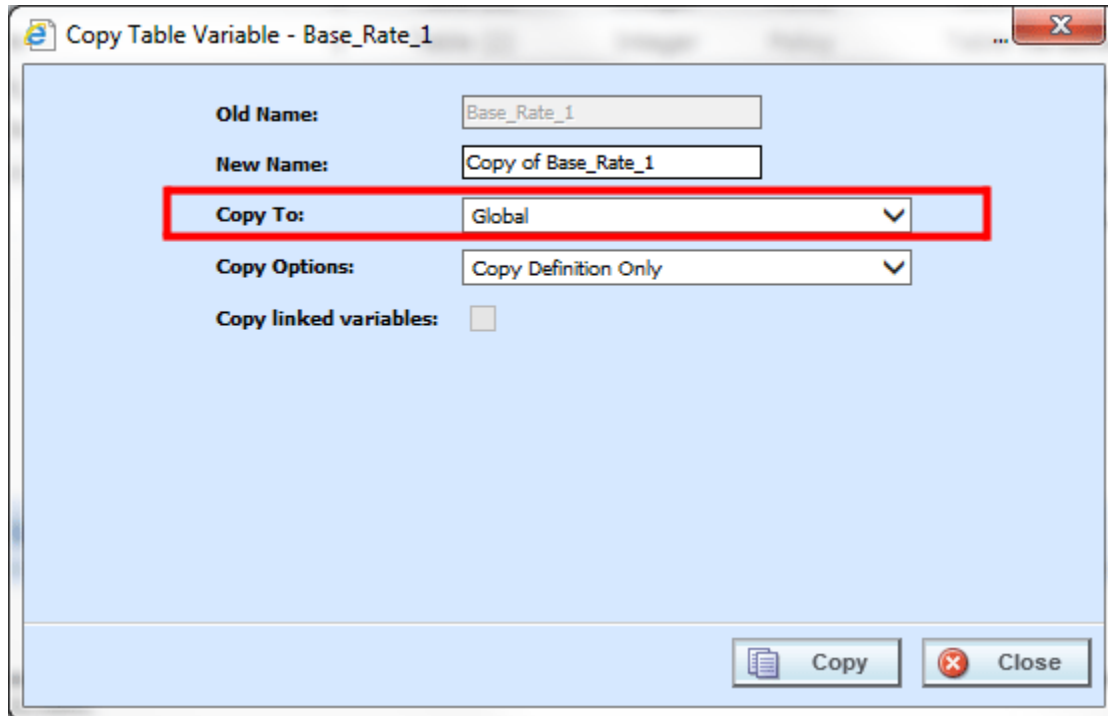 Copy Table Variable - Base_Rate_1 ...
Old Name: Base_Rate_1
New Name: Copy of Base_Rate_1
Copy To: Global
Copy Options: Copy Definition Only
Copy linked variables:
Copy Close